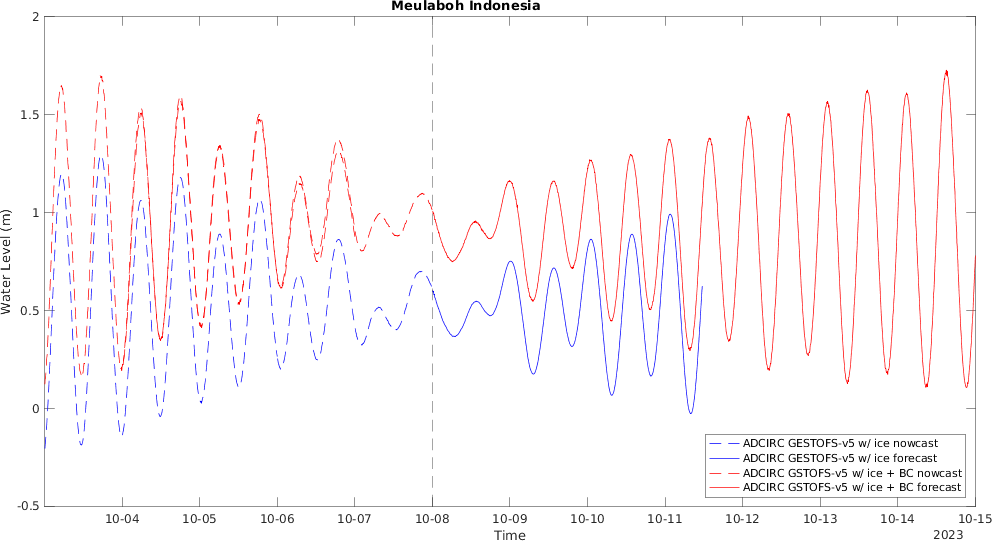 Meulaboh Indonesia
2
1.5
1
0.5
0
-0.5
Water Level (m)
ADCIRC GESTOFS-v5 w/ ice nowcast
ADCIRC GESTOFS-v5 w/ ice forecast
ADCIRC GSTOFS-v5 w/ ice + BC nowcast
ADCIRC GSTOFS-v5 w/ ice + BC forecast
10-04 10-05 10-06 10-07 10-08 10-09 10-10 10-11 10-12 10-13 10-14 10-15
Time
2023